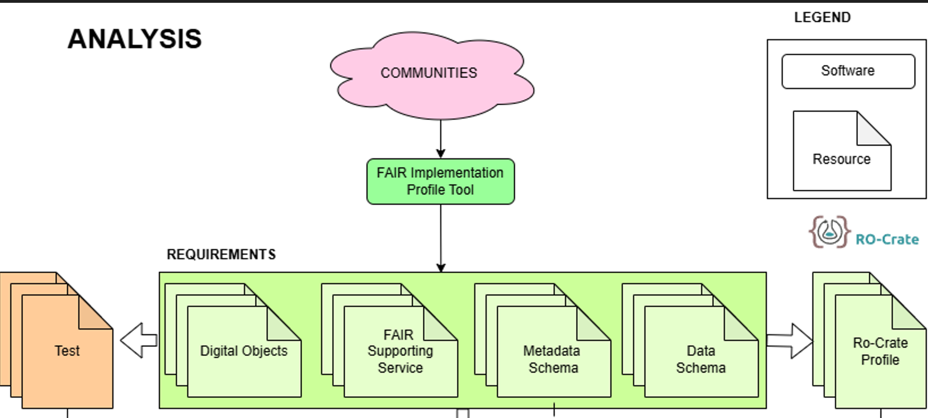 LEGEND
ANALYSIS
COMMUNITIES
Software
Resource
FAIR Implementation
Profile Tool
RO-Crate
REQUIREMENTS
Test
Digital Objects
FAIR
Supporting
Service
Metadata
Schema
Data
Schema
Ro-Crate
Profile